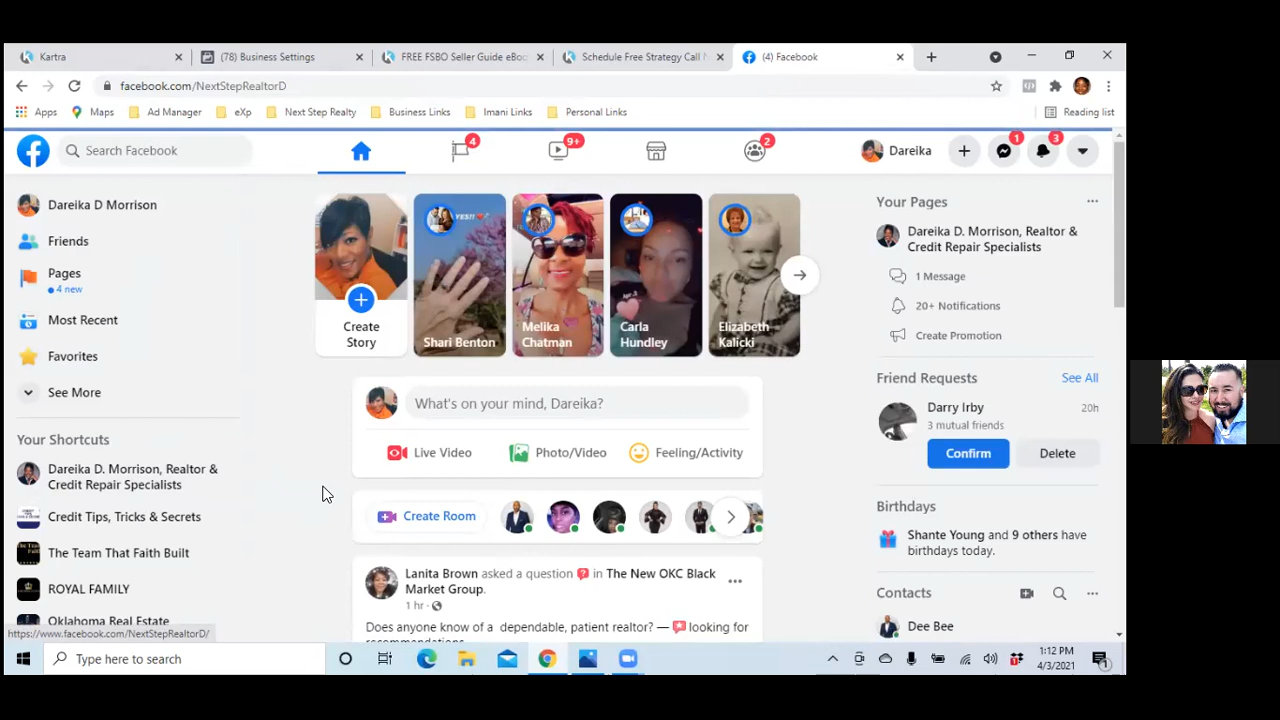 Kartra
(78) Business Settings
FREE FSBO Seller Guide eBoo
Schedule Free Strategy Call N
(4) Facebook
facebook.com/NextStepRealtorD
Apps
Maps
Ad Manager
eXp
Next Step Realty
Business Links
Imani Links
Personal Links
Reading list
Search Facebook
4
9+
2
Dareika
1
3
Dareika D Morrison
Friends
Pages
4 new
Most Recent
Favorites
See More
Your Shortcuts
Dareika D. Morrison, Realtor &
Credit Repair Specialists
Credit Tips, Tricks & Secrets
The Team That Faith Built
ROYAL FAMILY
Oklahoma Real Estate
https://www.facebook.com/NextStepRealtorD/
Create
Story
YES!!
Shari Benton
Melika
Chatman
Carla
Hundley
Elizabeth
Kalicki
What's on your mind, Dareika?
Live Video
Photo/Video
Feeling/Activity
Create Room
Lanita Brown asked a question in The New OKC Black
Market Group.
1 hr
Does anyone know of a dependable, patient realtor? — looking for
recommendations.
Your Pages
Dareika D. Morrison, Realtor &
Credit Repair Specialists
1 Message
20+ Notifications
Create Promotion
Friend Requests
See All
Darry Irby
20h
3 mutual friends
Confirm
Delete
Birthdays
Shante Young and 9 others have
birthdays today.
Contacts
Dee Bee
Type here to search
1:12 PM
4/3/2021
1